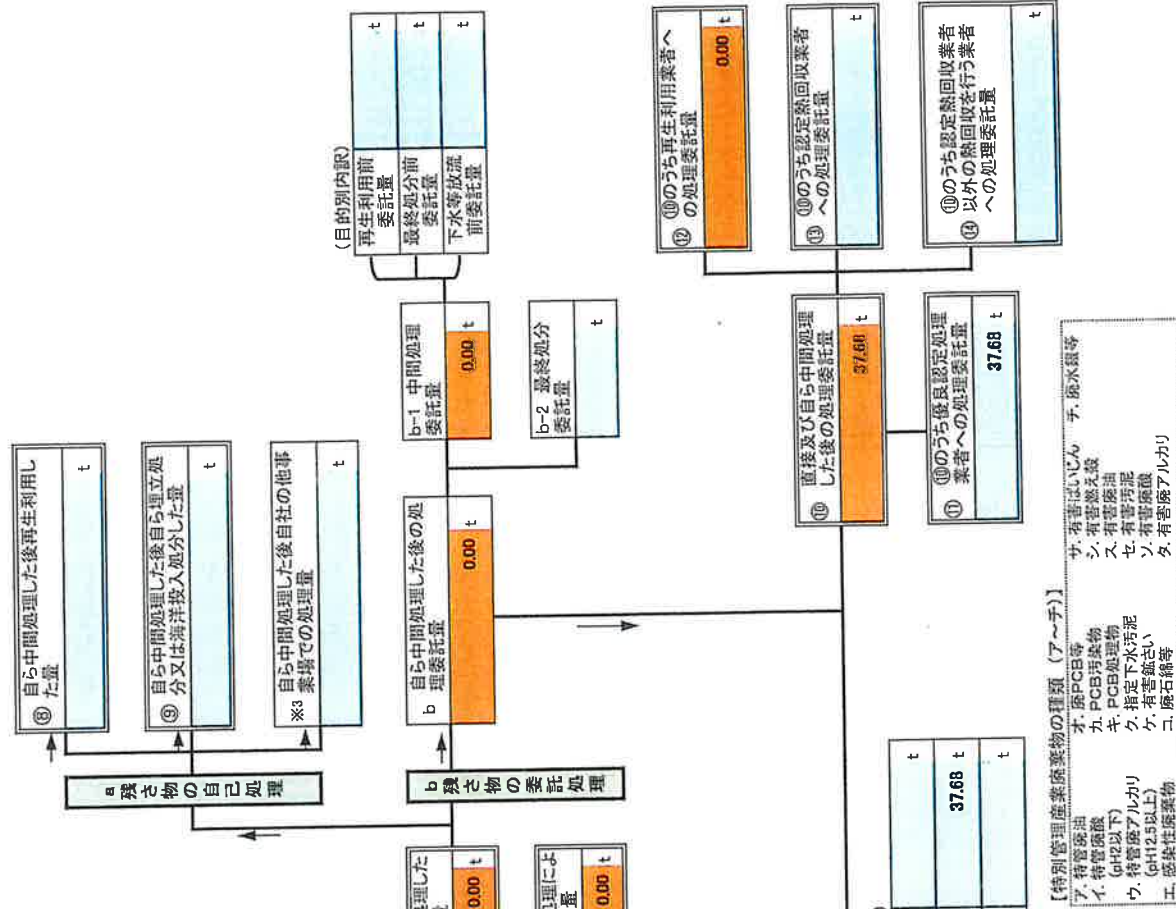 ⑧ 自ら中間処理した後再生利用し
た量
t
⑨ 自ら中間処理した後自ら埋立処
分又は海洋投入処分した量
t
※3 自ら中間処理した後自社の他事
業場での処理量
t
a
残さ物の自己処理
b
残さ物の委託処理
b 自ら中間処理した後の処
理委託量
0.00 t
b-1 中間処理
委託量
0.00 t
b-2 最終処分
委託量
t
(目的別内訳)
再生利用前
委託量
t
最終処分前
委託量
t
下水等放流
前委託量
t
処理した
量
0.00 t
処理によ
量
0.00 t
⑩ 直接及び自ら中間処理
した後の処理委託量
37.68 t
⑪ ⑩のうち優良認定処理
業者への処理委託量
37.68 t
⑫ ⑩のうち再生利用業者へ
の処理委託量
0.00 t
⑬ ⑩のうち認定熱回収業者
への処理委託量
t
⑭ ⑩のうち認定熱回収業者
以外の熱回収を行う業者
への処理委託量
t
t
37.68 t
t
【特別管理産業廃棄物の種類 (ア～チ)】
ア. 特管廃油
イ. 特管廃酸
(pH2以下)
ウ. 特管廃アルカリ
(pH12.5以上)
エ. 感染性廃棄物
オ. 廃PCB等
カ. PCB汚染物
キ. PCB処理物
ク. 指定下水汚泥
ケ. 有害鉱さい
コ. 廃石綿等
サ. 有害ばいじん
シ. 有害燃え殻
ス. 有害廃油
セ. 有害汚泥
ソ. 有害廃酸
タ. 有害廃アルカリ
チ. 廃水銀等